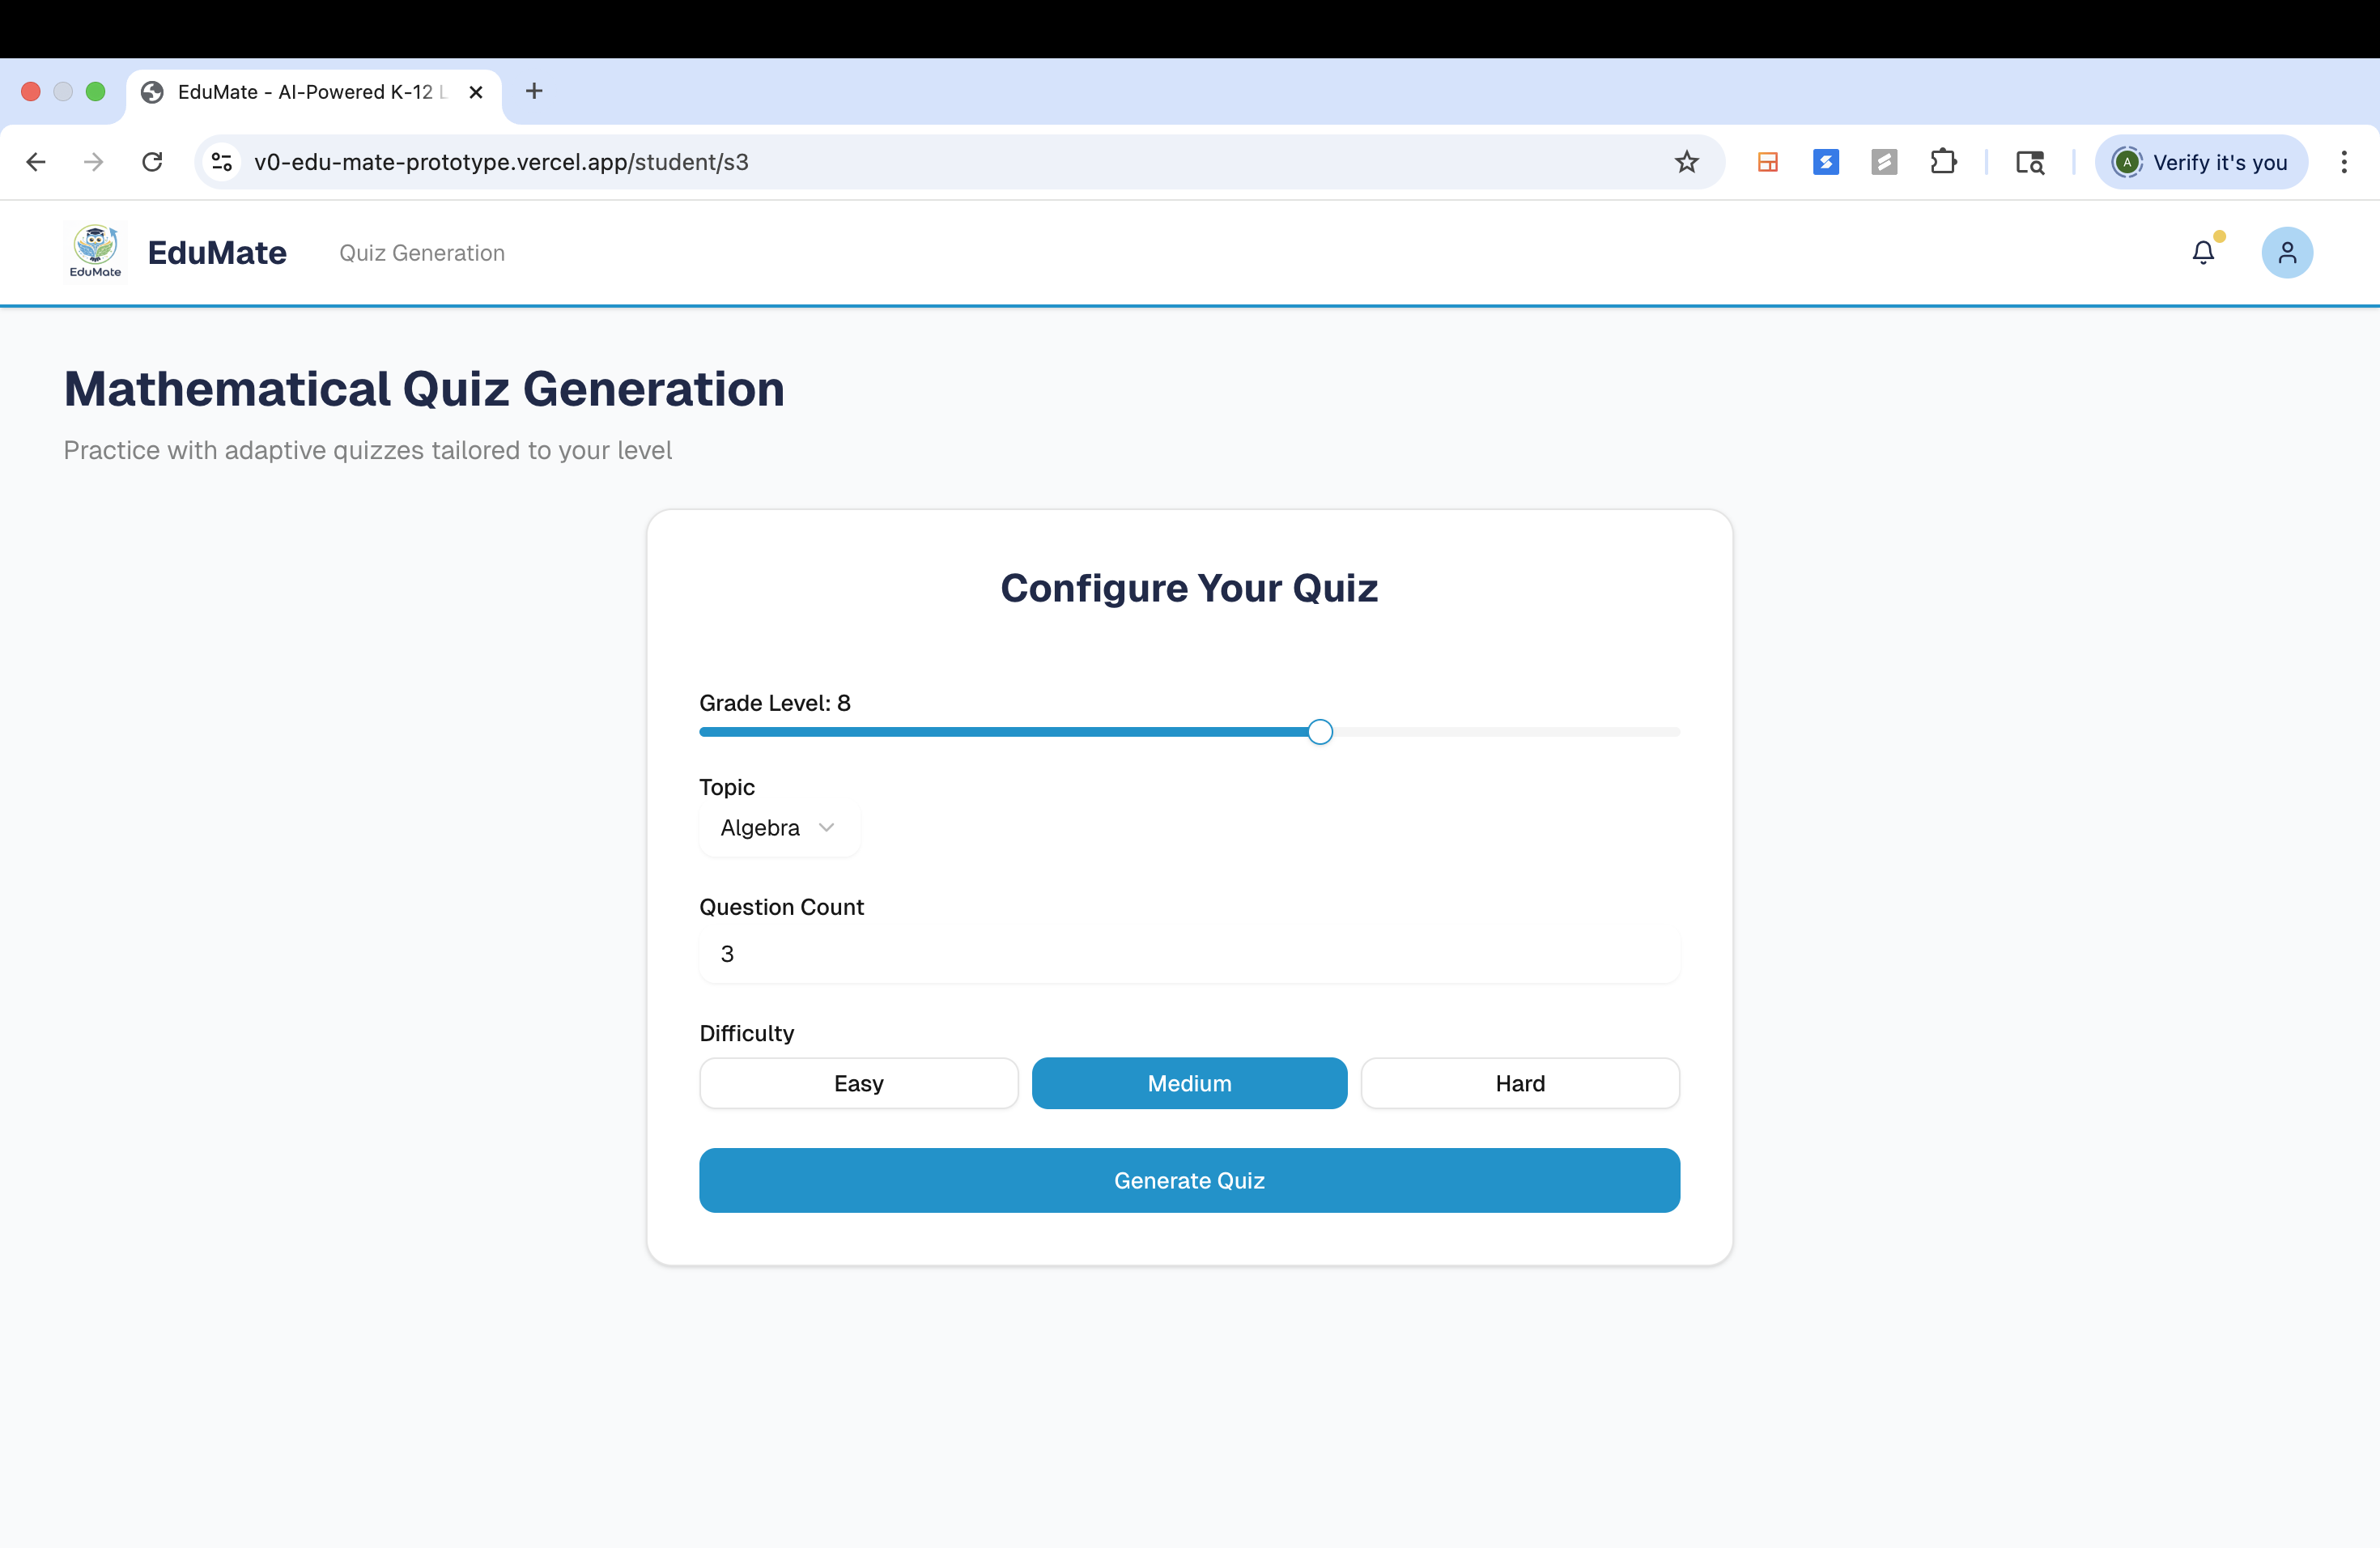 EduMate - AI-Powered K-12 L
v0-edu-mate-prototype.vercel.app/student/s3
A Verify it's you
EduMate
EduMate Quiz Generation
Mathematical Quiz Generation
Practice with adaptive quizzes tailored to your level
Configure Your Quiz
Grade Level: 8
Topic
Algebra
Question Count
3
Difficulty
Easy Medium Hard
Generate Quiz